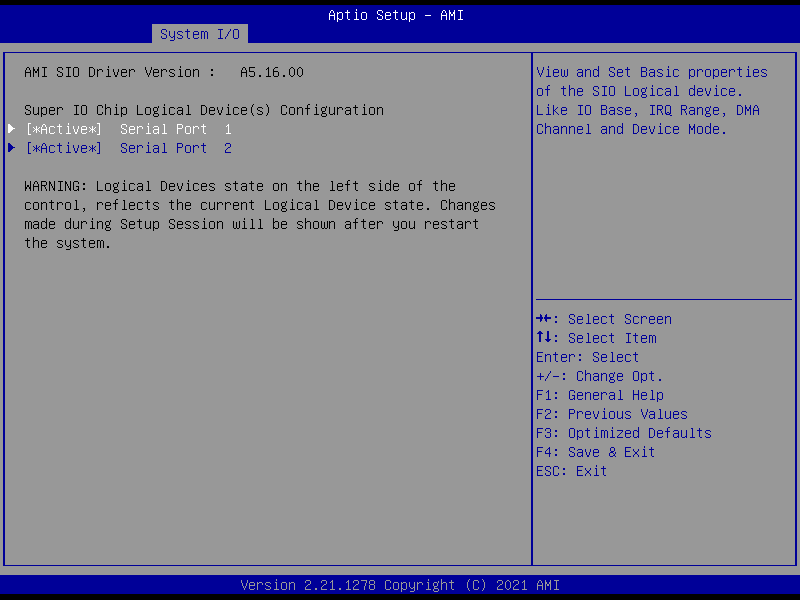 Aptio Setup - AMI
System I/O
AMI SIO Driver Version : A5.16.00
Super IO Chip Logical Device(s) Configuration
[*Active*] Serial Port 1
[*Active*] Serial Port 2
WARNING: Logical Devices state on the left side of the
control, reflects the current Logical Device state. Changes
made during Setup Session will be shown after you restart
the system.
View and Set Basic properties
of the SIO Logical device.
Like IO Base, IRQ Range, DMA
Channel and Device Mode.
→←: Select Screen
↑↓: Select Item
Enter: Select
+/-: Change Opt.
F1: General Help
F2: Previous Values
F3: Optimized Defaults
F4: Save & Exit
ESC: Exit
Version 2.21.1278 Copyright (C) 2021 AMI